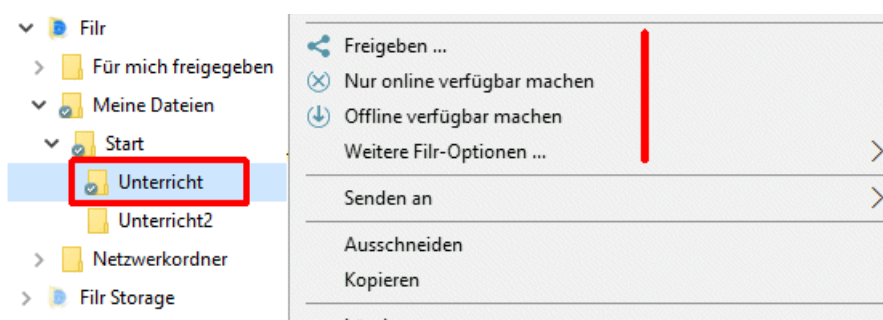 Filr
Für mich freigegeben
Meine Dateien
Start
Unterricht
Unterricht2
Netzwerkordner
Filr Storage
Freigeben ...
Nur online verfügbar machen
Offline verfügbar machen
Weitere Filr-Optionen ...
Senden an
Ausschneiden
Kopieren